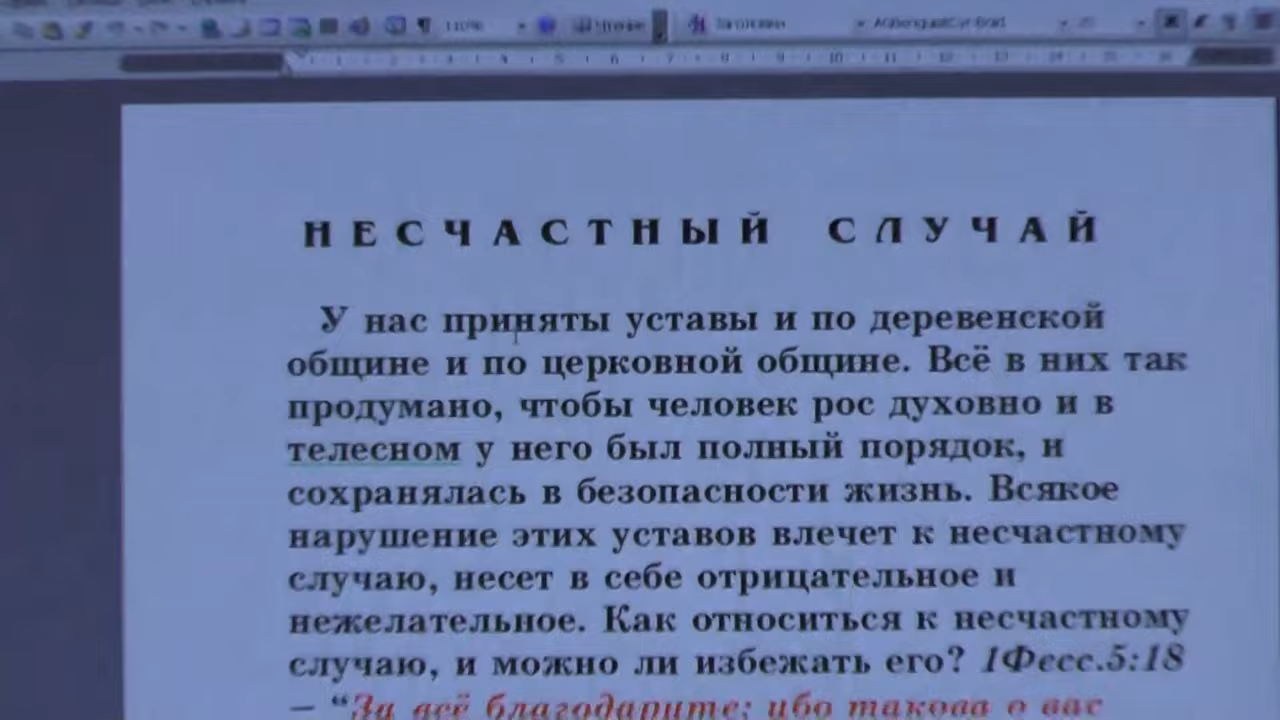 110%
Чтение
НЕСЧАСТНЫЙ СЛУЧАЙ
У нас приняты уставы и по деревенской
общине и по церковной общине. Всё в них так
продумано, чтобы человек рос духовно и в
телесном у него был полный порядок, и
сохранялась в безопасности жизнь. Всякое
нарушение этих уставов влечет к несчастному
случаю, несет в себе отрицательное и
нежелательное. Как относиться к несчастному
случаю, и можно ли избежать его? 1Фесс.5:18
– “За всё благодарите: ибо такова о вас